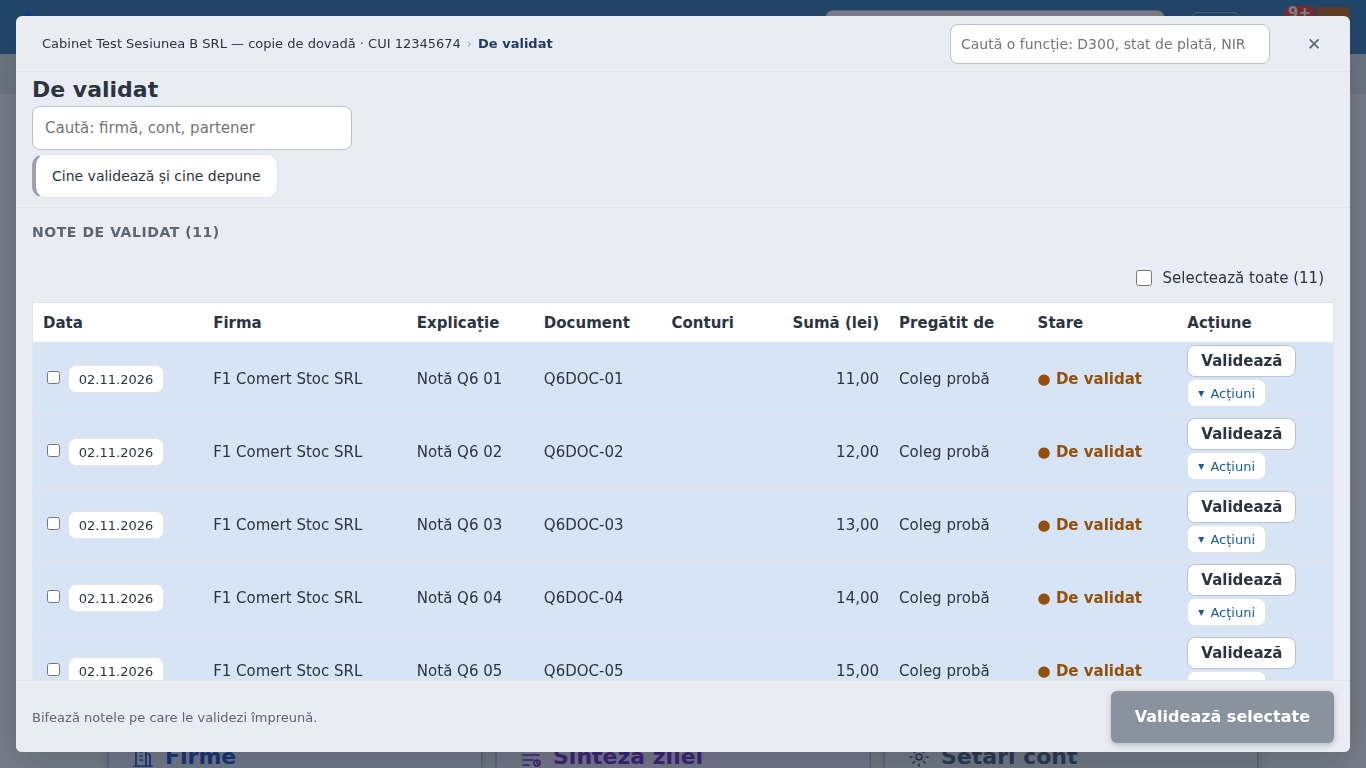 9+
Cabinet Test Sesiunea B SRL — copie de dovadă · CUI 12345674 › De validat
Caută o funcție: D300, stat de plată, NIR
✕
De validat
Caută: firmă, cont, partener
Cine validează și cine depune
NOTE DE VALIDAT (11)
Selectează toate (11)
Data Firma Explicație Document Conturi Sumă (lei) Pregătit de Stare Acțiune
02.11.2026 F1 Comert Stoc SRL Notă Q6 01 Q6DOC-01 11,00 Coleg probă ● De validat Validează
▾ Acțiuni
02.11.2026 F1 Comert Stoc SRL Notă Q6 02 Q6DOC-02 12,00 Coleg probă ● De validat Validează
▾ Acțiuni
02.11.2026 F1 Comert Stoc SRL Notă Q6 03 Q6DOC-03 13,00 Coleg probă ● De validat Validează
▾ Acțiuni
02.11.2026 F1 Comert Stoc SRL Notă Q6 04 Q6DOC-04 14,00 Coleg probă ● De validat Validează
▾ Acțiuni
02.11.2026 F1 Comert Stoc SRL Notă Q6 05 Q6DOC-05 15,00 Coleg probă ● De validat Validează
Bifează notele pe care le validezi împreună.
Validează selectate
Firme
Sinteza zilei
Setări cont